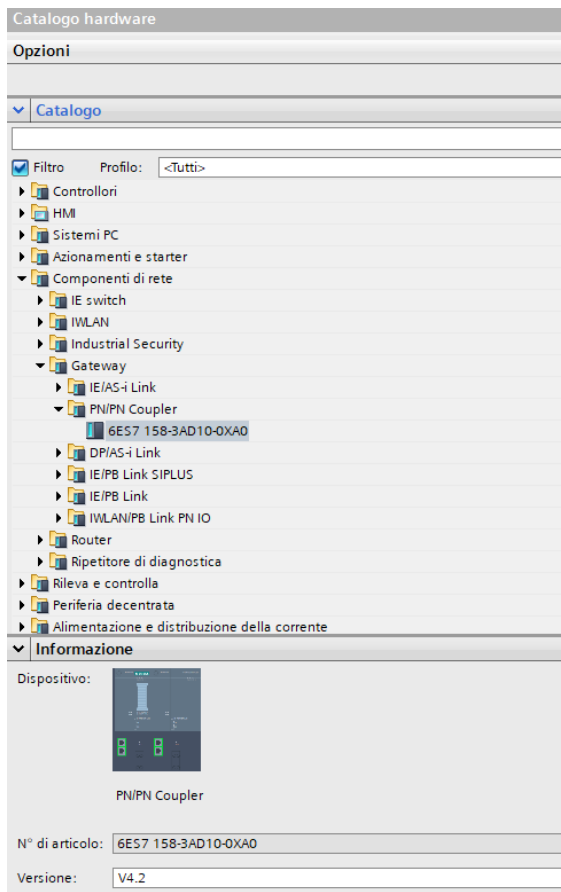 Catalogo hardware
Opzioni
Catalogo
Filtro Profilo: <Tutti>
Controllori
HMI
Sistemi PC
Azionamenti e starter
Componenti di rete
IE switch
IWLAN
Industrial Security
Gateway
IE/AS-i Link
PN/PN Coupler
6ES7 158-3AD10-0XA0
DP/AS-i Link
IE/PB Link SIPLUS
IE/PB Link
IWLAN/PB Link PN IO
Router
Ripetitore di diagnostica
Rileva e controlla
Periferia decentrata
Alimentazione e distribuzione della corrente
Informazione
Dispositivo:
PN/PN Coupler
N° di articolo: 6ES7 158-3AD10-0XA0
Versione: V4.2